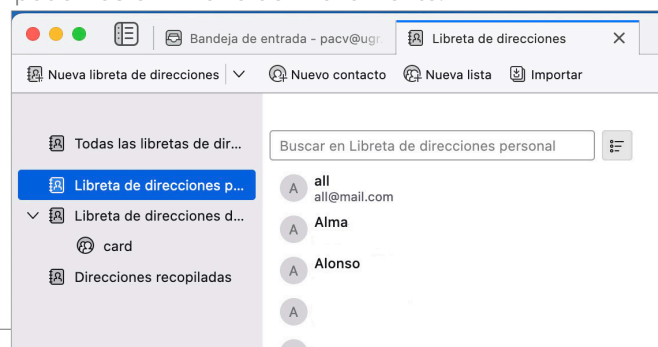 Bandeja de entrada - pacv@ugr
Libreta de direcciones
Nueva libreta de direcciones
Nuevo contacto
Nueva lista
Importar
Todas las libretas de dir...
Libreta de direcciones p...
Libreta de direcciones d...
card
Direcciones recopiladas
Buscar en Libreta de direcciones personal
A
all
all@mail.com
A
Alma
A
Alonso
A